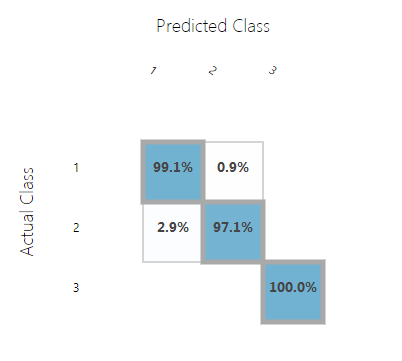 Predicted Class
1 2 3
Actual Class
1 99.1% 0.9%
2 2.9% 97.1%
3 100.0%